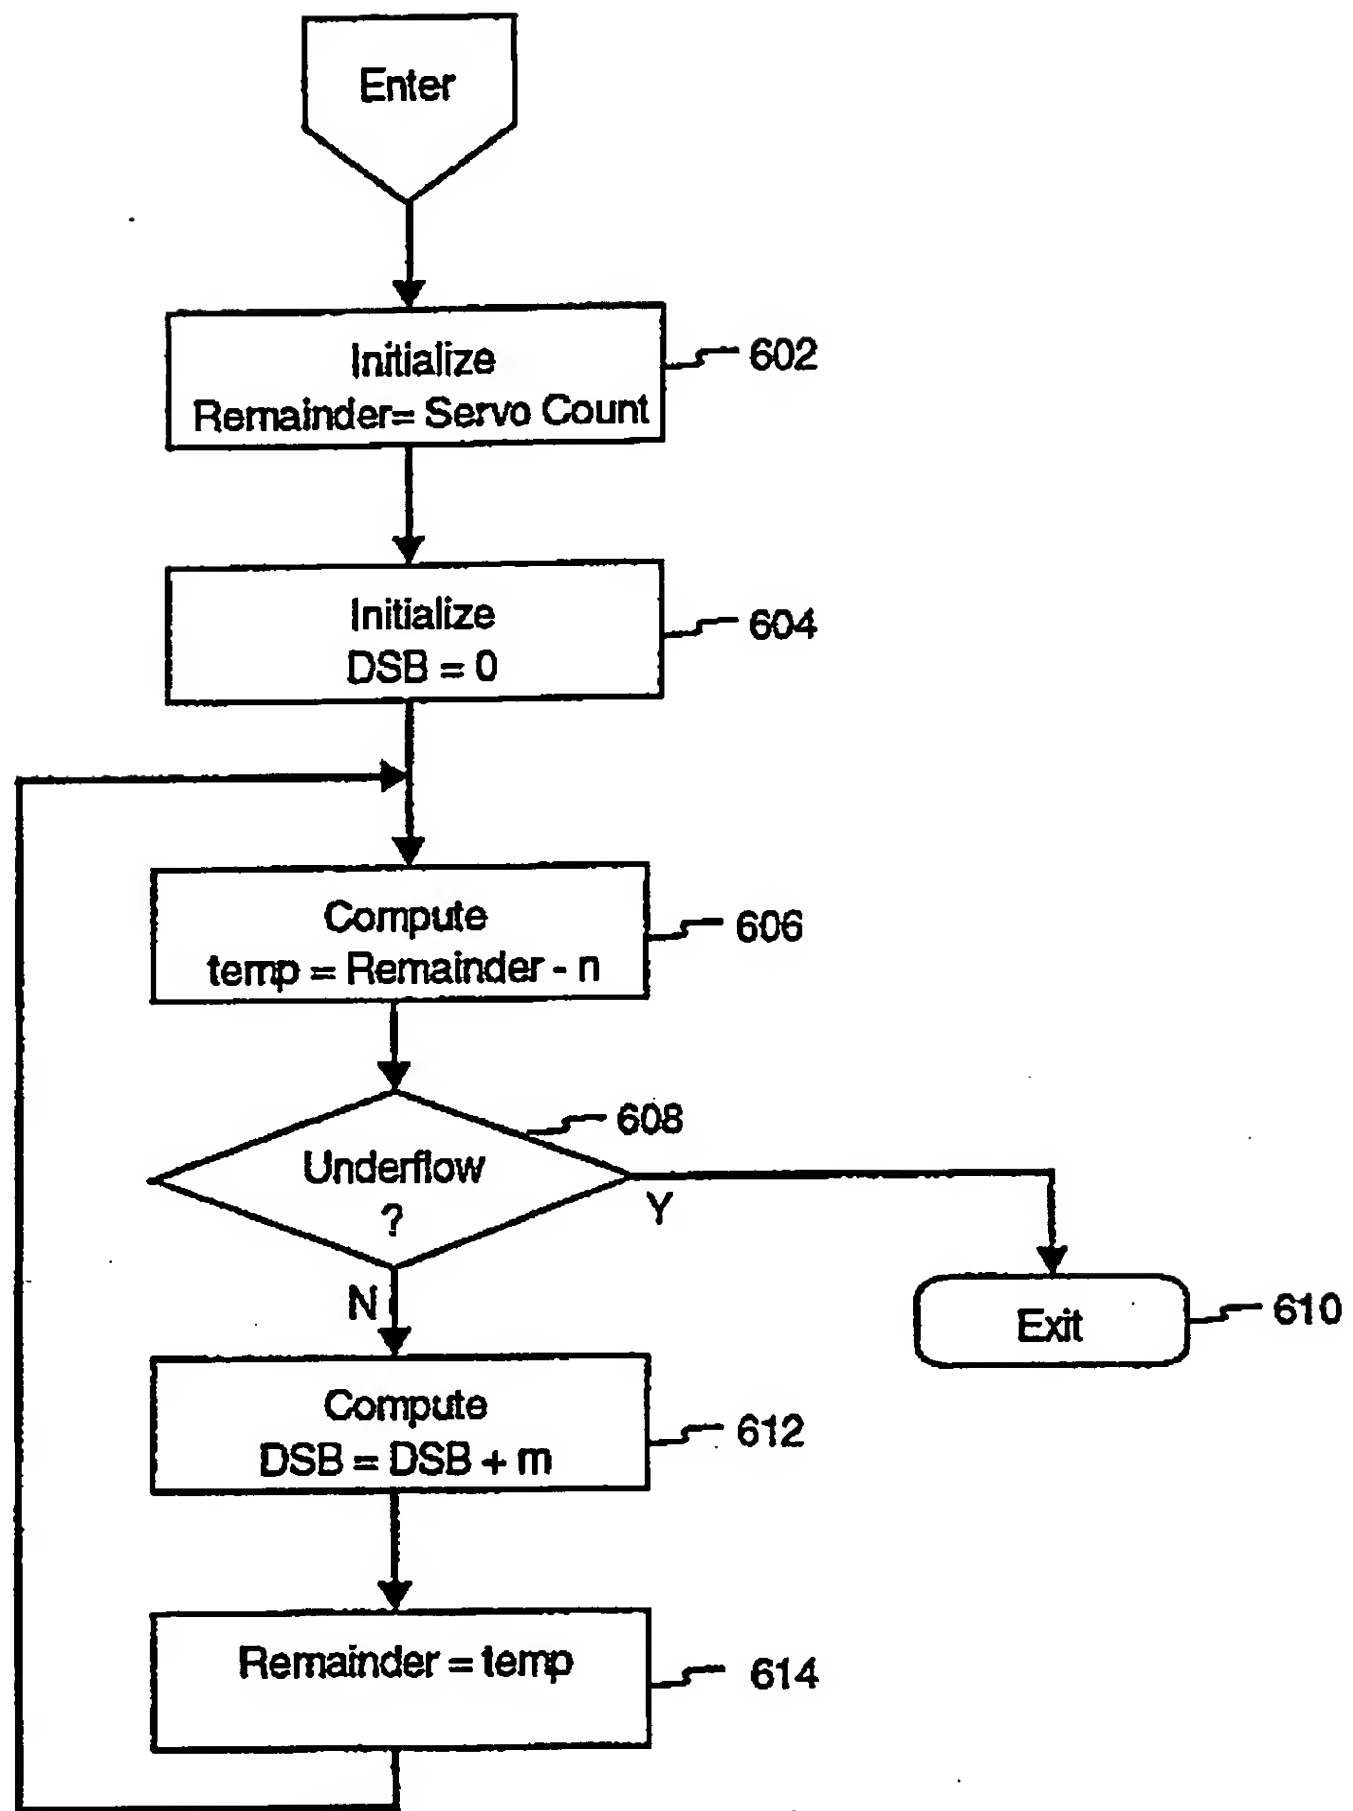 Enter
Initialize
Remainder= Servo Count
602
Initialize
DSB = 0
604
Compute
temp = Remainder - n
606
Underflow
?
608
Y
N
Exit
610
Compute
DSB = DSB + m
612
Remainder = temp
614